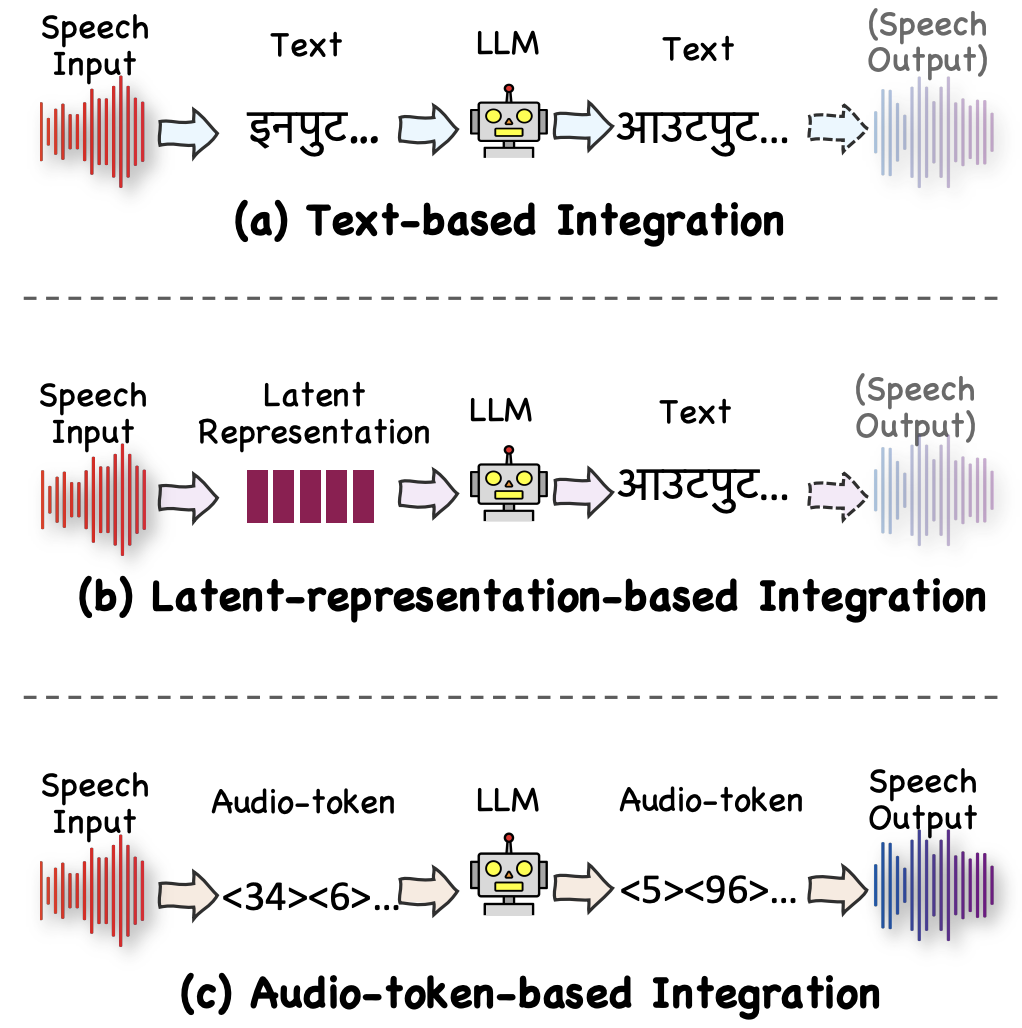 Speech
Input
Text
LLM
Text
(Speech
Output)
इनपुट...
आउटपुट...
(a) Text-based Integration
Speech
Input
Latent
Representation
LLM
Text
(Speech
Output)
आउटपुट...
(b) Latent-representation-based Integration
Speech
Input
Audio-token
LLM
Audio-token
Speech
Output
<34><6>...
<5><96>...
(c) Audio-token-based Integration